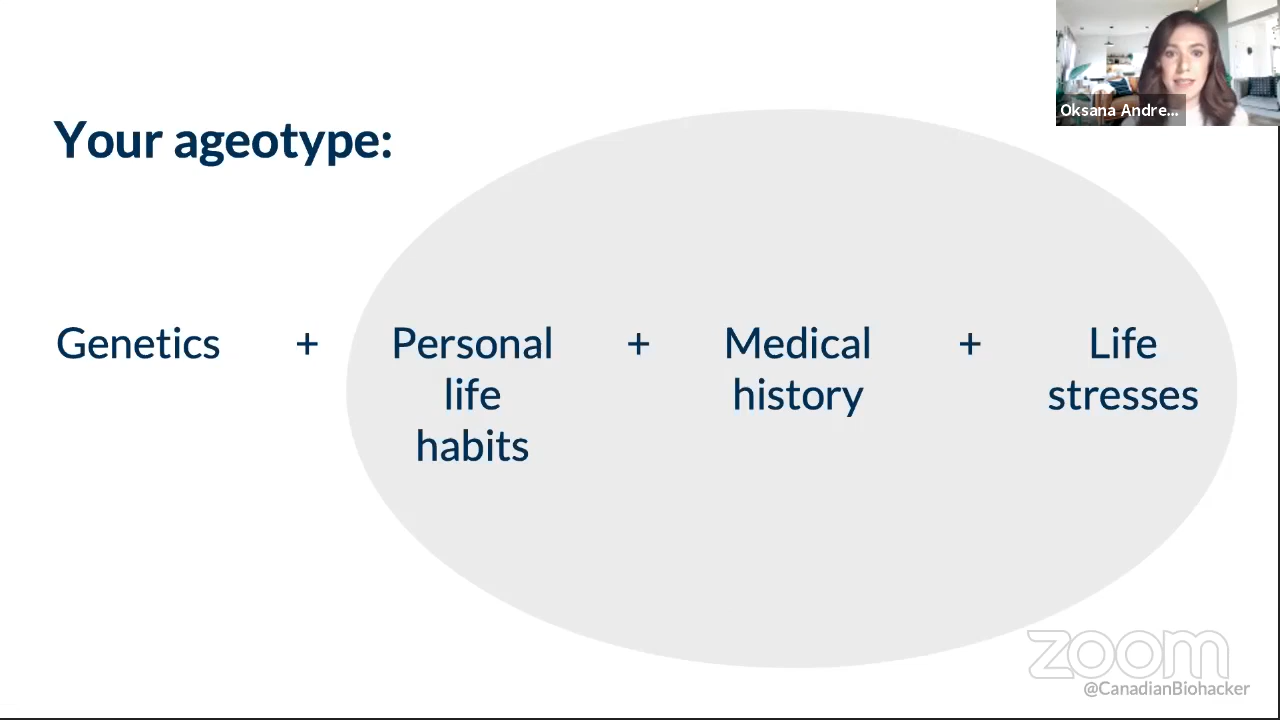 Oksana Andre...
Your ageotype:
Genetics + Personal + Medical + Life
life history stresses
habits
zoom
@CanadianBiohacker